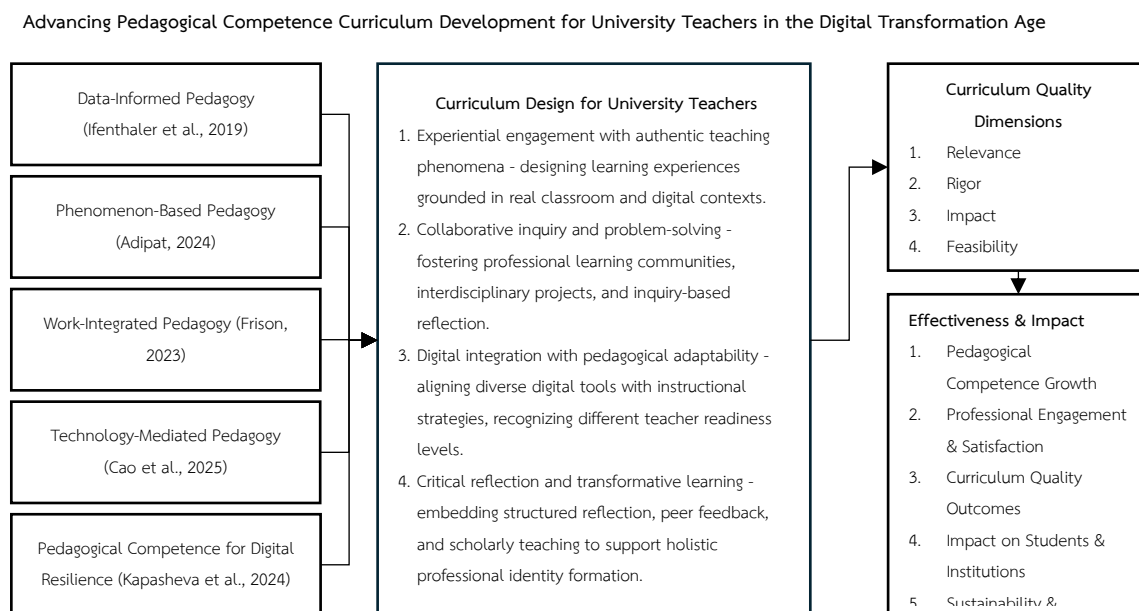 Advancing Pedagogical Competence Curriculum Development for University Teachers in the Digital Transformation Age
Data-Informed Pedagogy
(Ifenthaler et al., 2019)
Phenomenon-Based Pedagogy
(Adipat, 2024)
Work-Integrated Pedagogy (Frison,
2023)
Technology-Mediated Pedagogy
(Cao et al., 2025)
Pedagogical Competence for Digital
Resilience (Kapasheva et al., 2024)
Curriculum Design for University Teachers
1. Experiential engagement with authentic teaching
phenomena - designing learning experiences
grounded in real classroom and digital contexts.
2. Collaborative inquiry and problem-solving -
fostering professional learning communities,
interdisciplinary projects, and inquiry-based
reflection.
3. Digital integration with pedagogical adaptability -
aligning diverse digital tools with instructional
strategies, recognizing different teacher readiness
levels.
4. Critical reflection and transformative learning -
embedding structured reflection, peer feedback,
and scholarly teaching to support holistic
professional identity formation.
Curriculum Quality
Dimensions
1. Relevance
2. Rigor
3. Impact
4. Feasibility
Effectiveness & Impact
1. Pedagogical
Competence Growth
2. Professional Engagement
& Satisfaction
3. Curriculum Quality
Outcomes
4. Impact on Students &
Institutions
5. Sustainability &